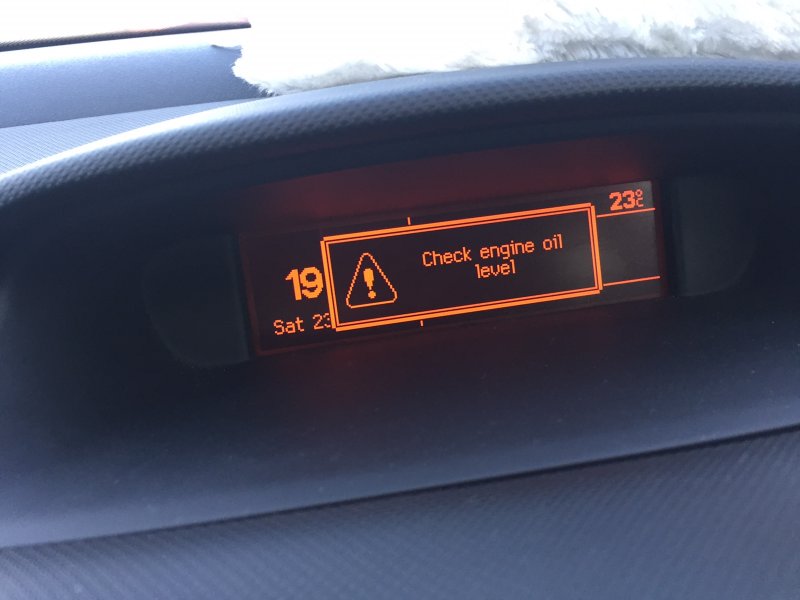 23°C
Check engine oil
level
19
Sat 23